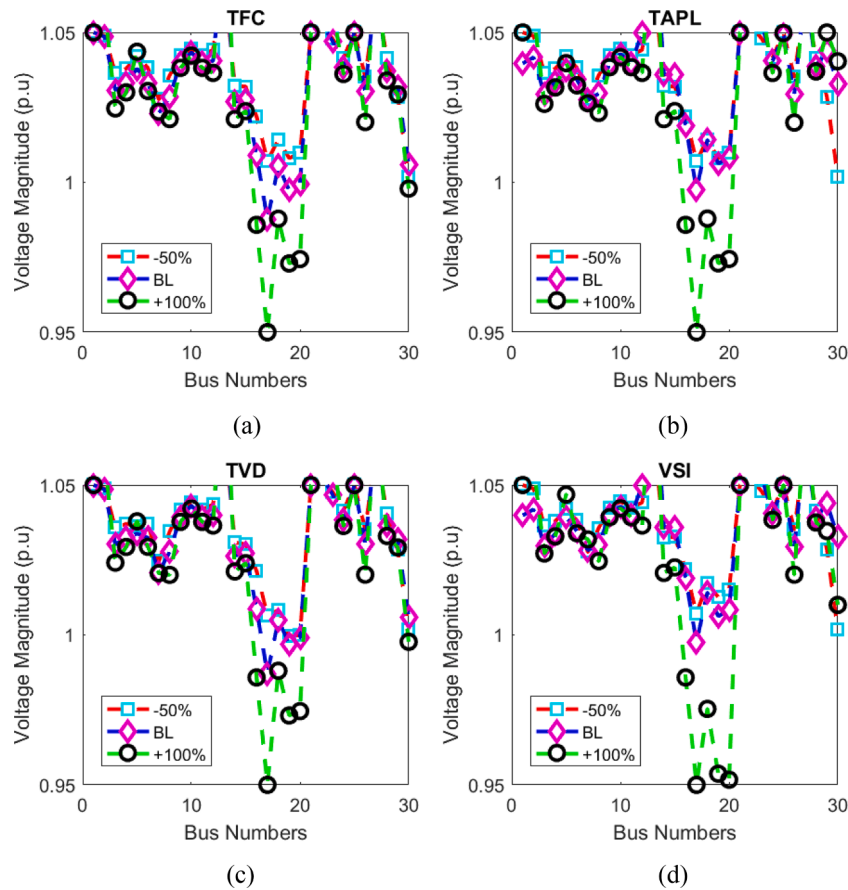 TFC
TAPL
1.05
1
0.95
Voltage Magnitude (p.u)
-50%
BL
+100%
0 10 20 30
Bus Numbers
(a)
1.05
1
0.95
Voltage Magnitude (p.u)
-50%
BL
+100%
0 10 20 30
Bus Numbers
(b)
TVD
VSI
1.05
1
0.95
Voltage Magnitude (p.u)
-50%
BL
+100%
0 10 20 30
Bus Numbers
(c)
1.05
1
0.95
Voltage Magnitude (p.u)
-50%
BL
+100%
0 10 20 30
Bus Numbers
(d)